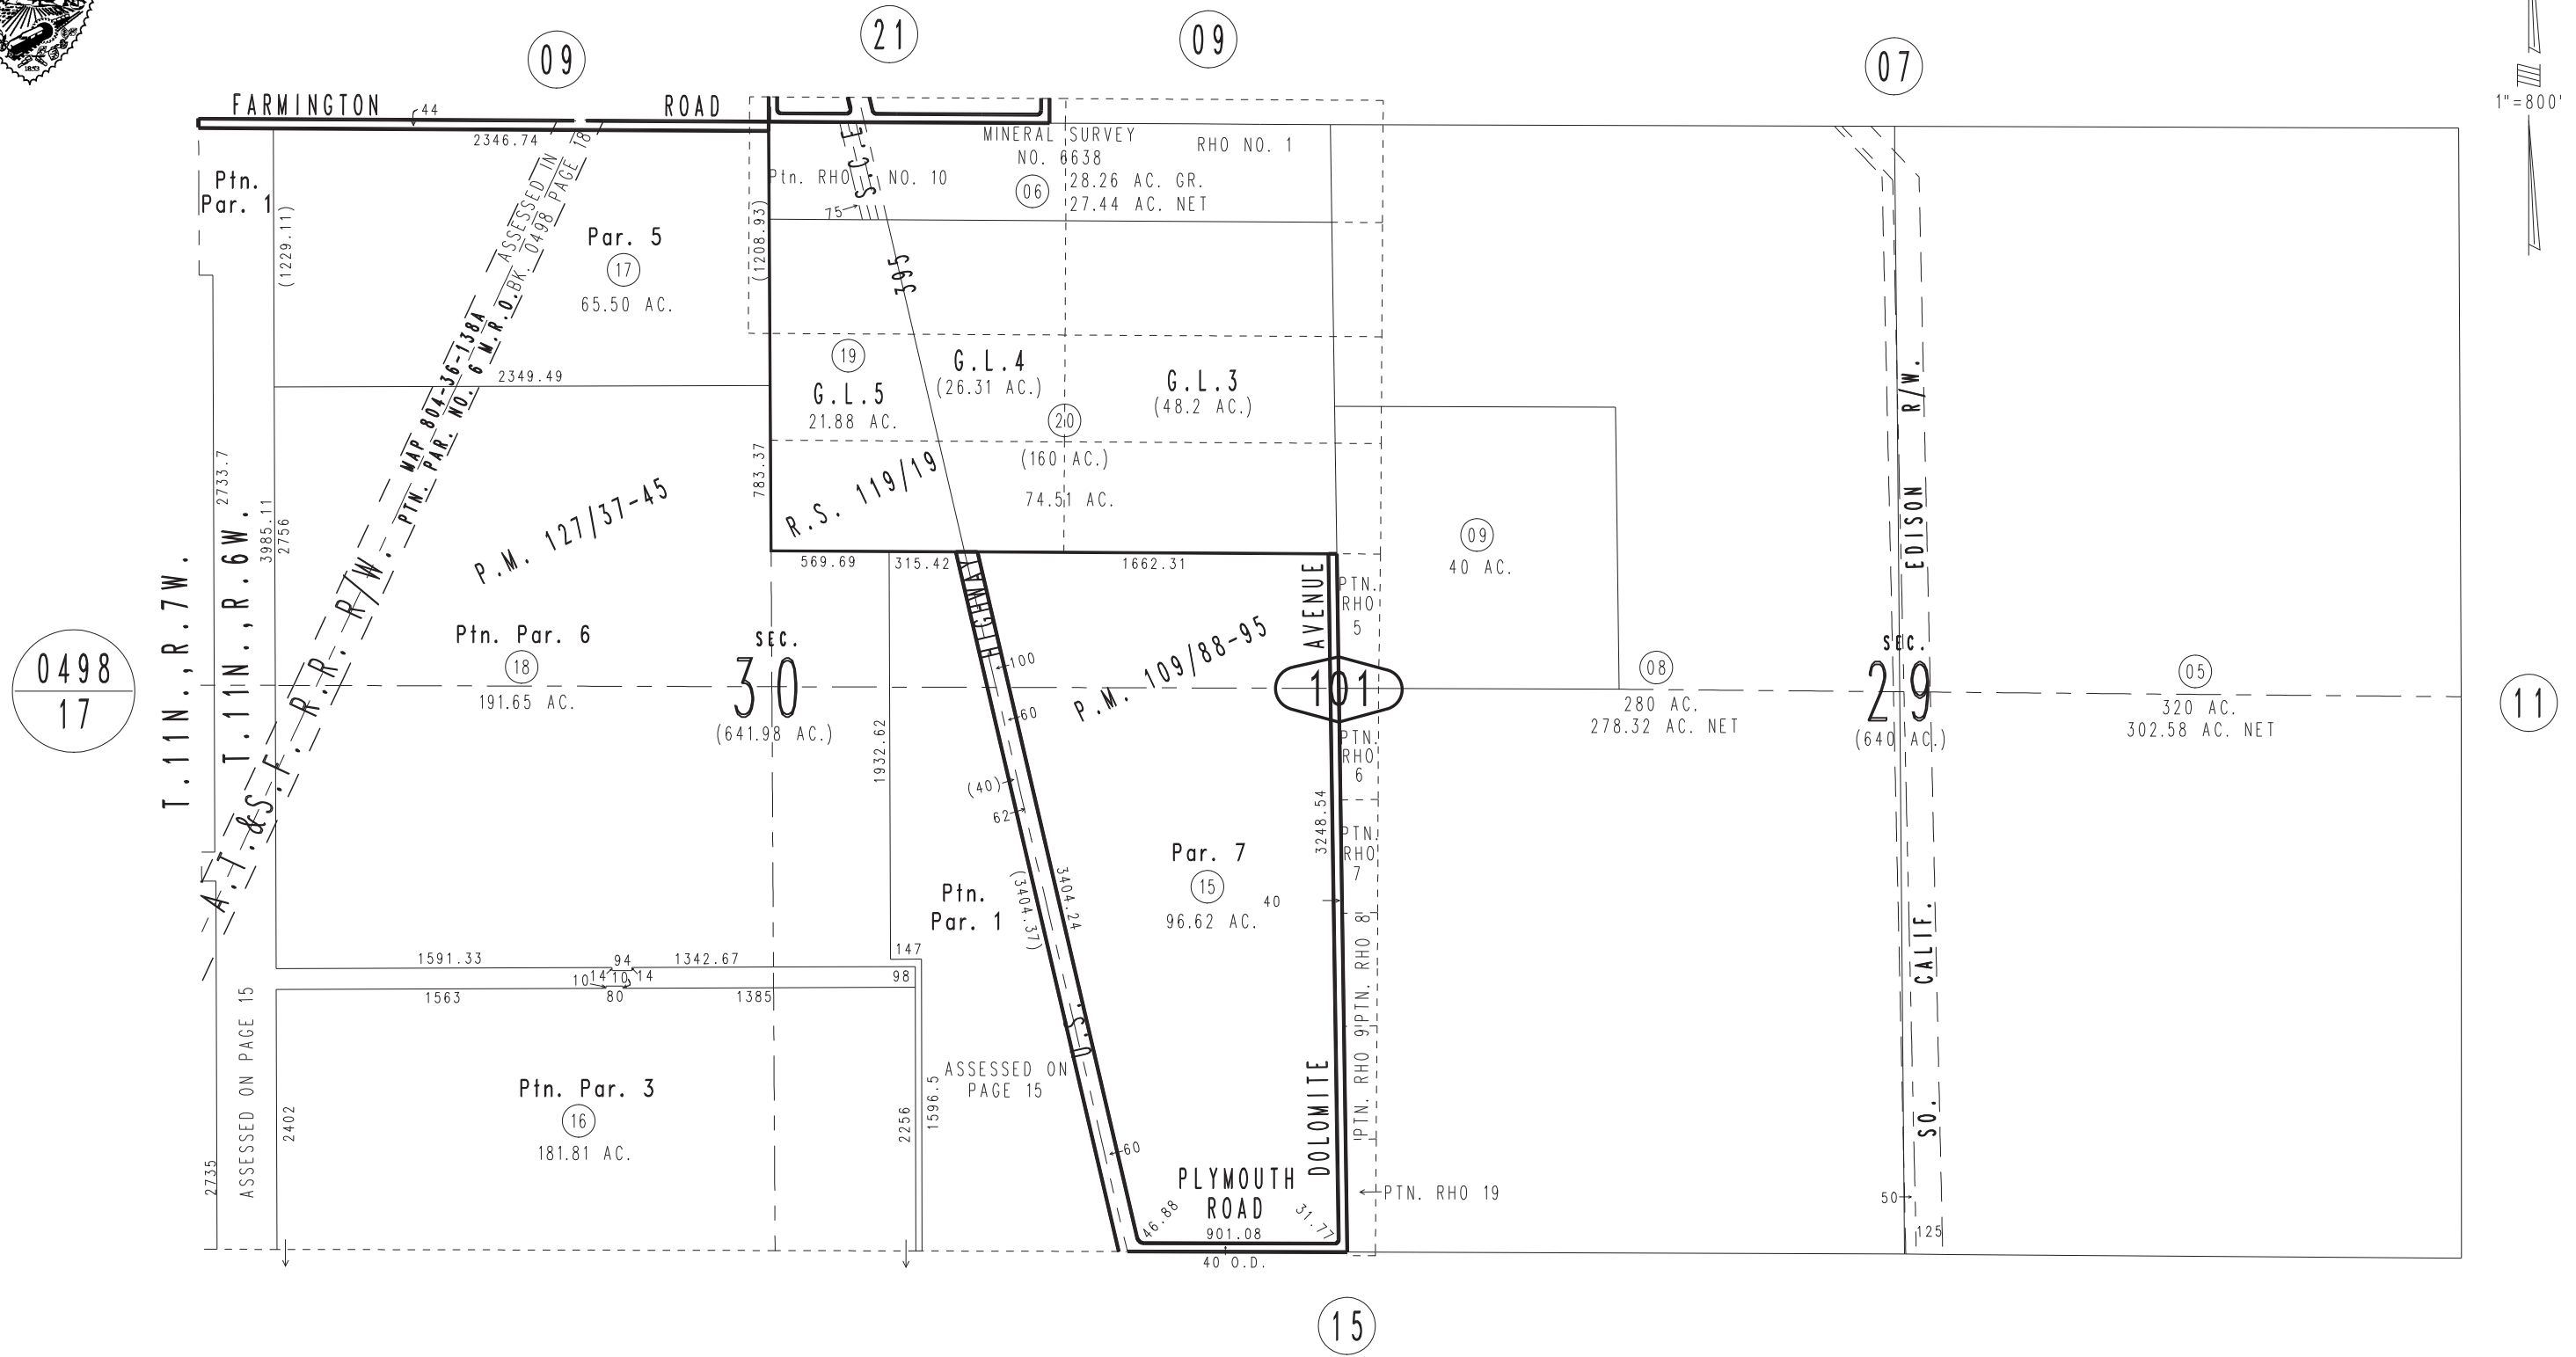 1853
09
21
09
07
1"=800'
FARMINGTON ROAD
44
2346.74
Ptn.
Par. 1
(1229.11)
ASSESSED IN
BK. 0498 PAGE 18
Par. 5
17
65.50 AC.
(1208.93)
MINERAL SURVEY
NO. 6638
RHO NO. 1
Ptn. RHO NO. 10
06
28.26 AC. GR.
27.44 AC. NET
75
395
MAP 804-36-138A
PTN. PAR. NO. 6 M.R.O.
2349.49
19
G.L.5
21.88 AC.
G.L.4
(26.31 AC.)
G.L.3
(48.2 AC.)
20
(160 AC.)
74.51 AC.
783.37
R.S. 119/19
P.M. 127/37-45
2733.7
3985.11
2756
T.11N.,R.7W.
T.11N.,R.6W.
A.T.&S.F.R.R. R/W.
569.69
315.42
1662.31
U.S. HIGHWAY
AVENUE
PTN.
RHO
5
09
40 AC.
SO. CALIF. EDISON R/W.
0498
17
Ptn. Par. 6
18
191.65 AC.
SEC.
30
(641.98 AC.)
100
60
P.M. 109/88-95
101
08
280 AC.
278.32 AC. NET
SEC.
29
(640 AC.)
05
320 AC.
302.58 AC. NET
11
1932.62
(40)
62
PTN.
RHO
6
3248.54
PTN.
RHO
7
Ptn.
Par. 1
(3404.37)
3404.24
Par. 7
15
96.62 AC.
40
PTN. RHO 8
PTN. RHO 9
147
1591.33
94
1342.67
98
10
14
10
14
1563
80
1385
ASSESSED ON PAGE 15
2735
2402
Ptn. Par. 3
16
181.81 AC.
2256
1596.5
ASSESSED ON
PAGE 15
60
DOLOMITE
PLYMOUTH
ROAD
46.88
901.08
31.77
40 O.D.
PTN. RHO 19
50
125
15